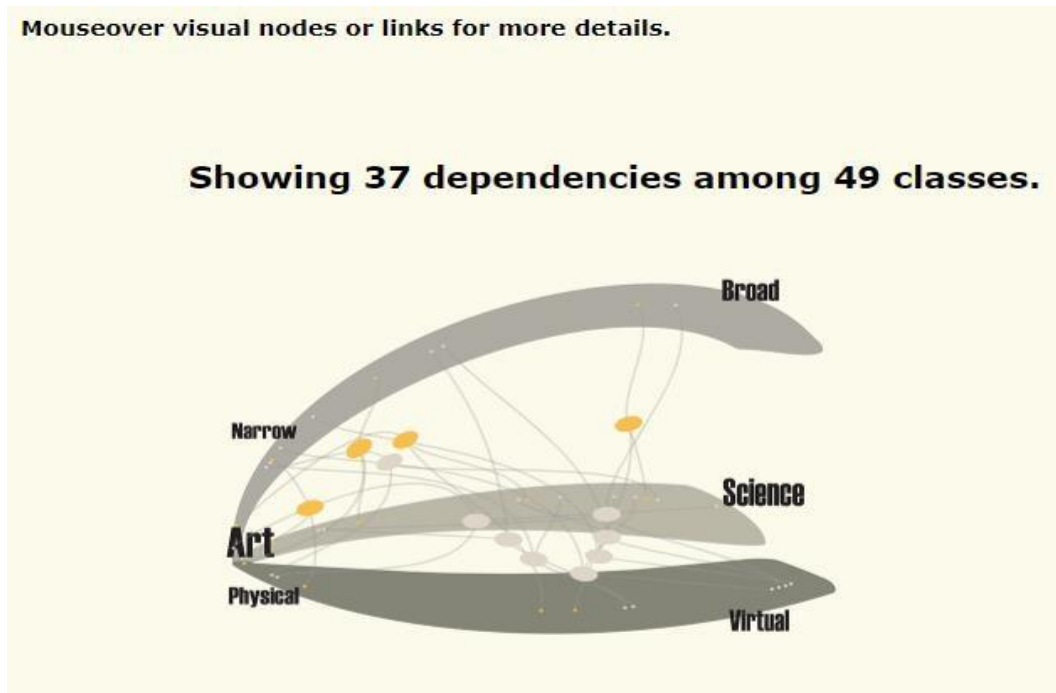 Mouseover visual nodes or links for more details.
Showing 37 dependencies among 49 classes.
Broad
Narrow
Science
Art
Physical
Virtual